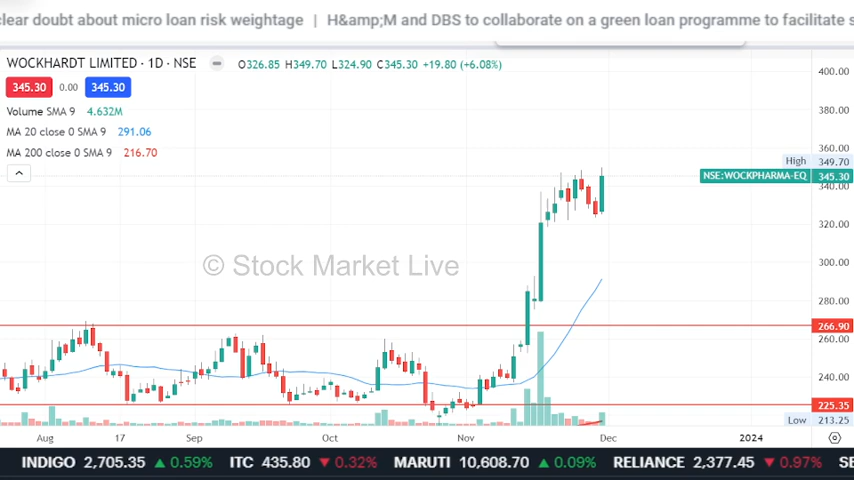 clear doubt about micro loan risk weightage | H&amp;M and DBS to collaborate on a green loan programme to facilitate s
WOCKHARDT LIMITED · 1D · NSE O326.85 H349.70 L324.90 C345.30 +19.80 (+6.08%)
345.30 0.00 345.30
Volume SMA 9 4.632M
MA 20 close 0 SMA 9 291.06
MA 200 close 0 SMA 9 216.70
400.00
380.00
360.00
High 349.70
NSE:WOCKPHARMA-EQ 345.30
340.00
320.00
© Stock Market Live
300.00
280.00
266.90
260.00
240.00
225.35
Low 213.25
Aug 17 Sep Oct Nov Dec 2024
INDIGO 2,705.35 ▲ 0.59% ITC 435.80 ▼ 0.32% MARUTI 10,608.70 ▲ 0.09% RELIANCE 2,377.45 ▼ 0.97% SE